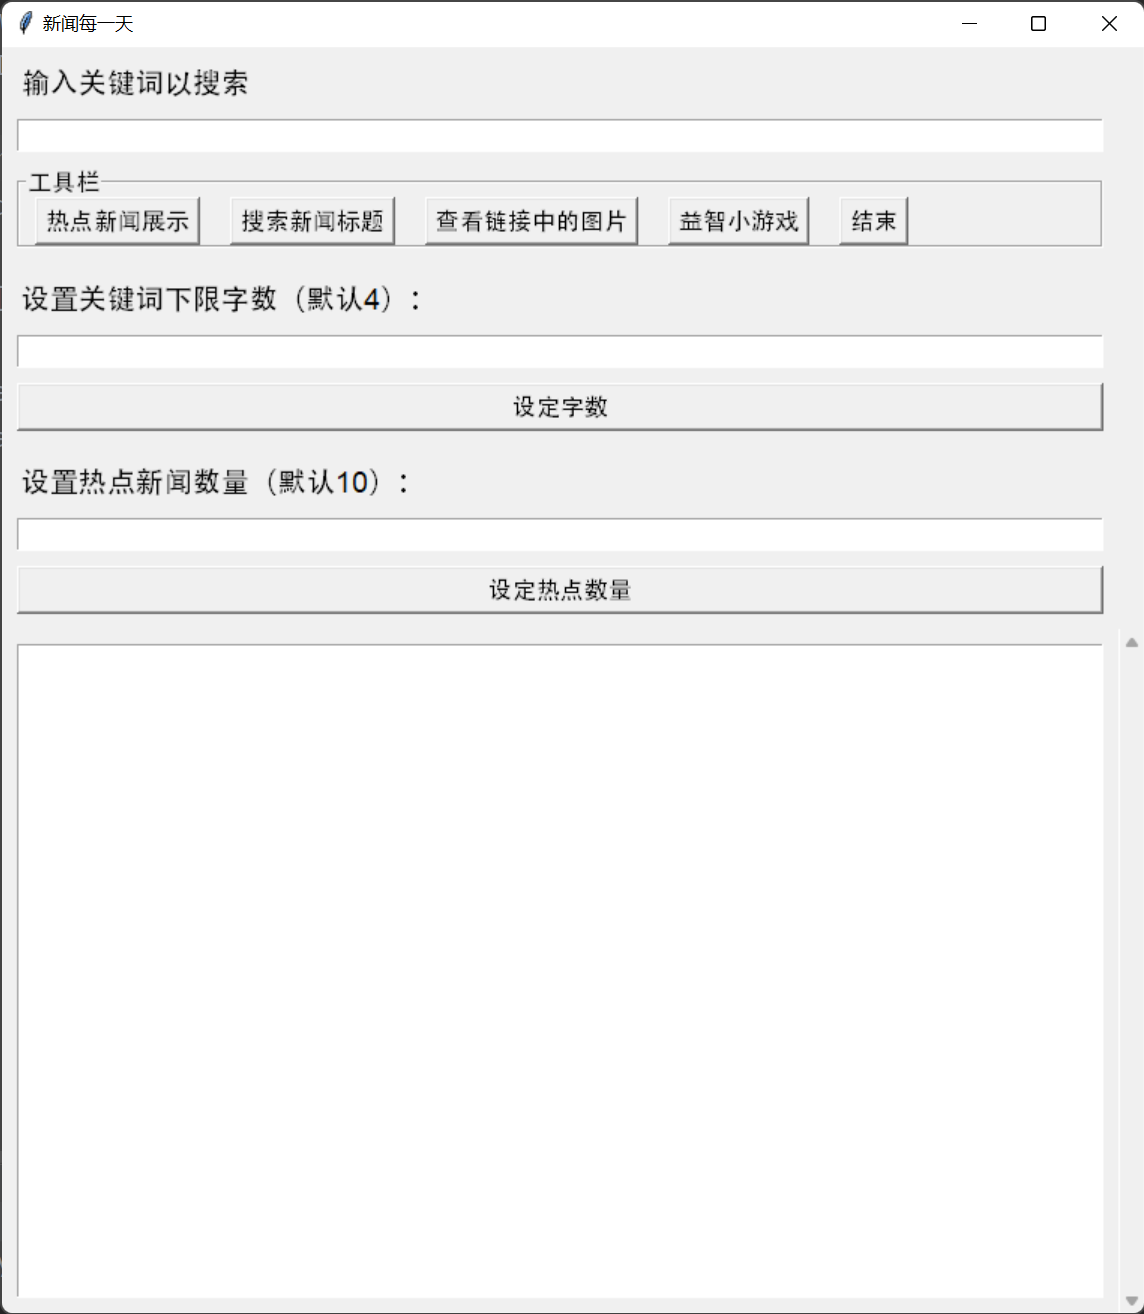 新闻每一天
输入关键词以搜索
工具栏
热点新闻展示 搜索新闻标题 查看链接中的图片 益智小游戏 结束
设置关键词下限字数（默认4）：
设定字数
设置热点新闻数量（默认10）：
设定热点数量